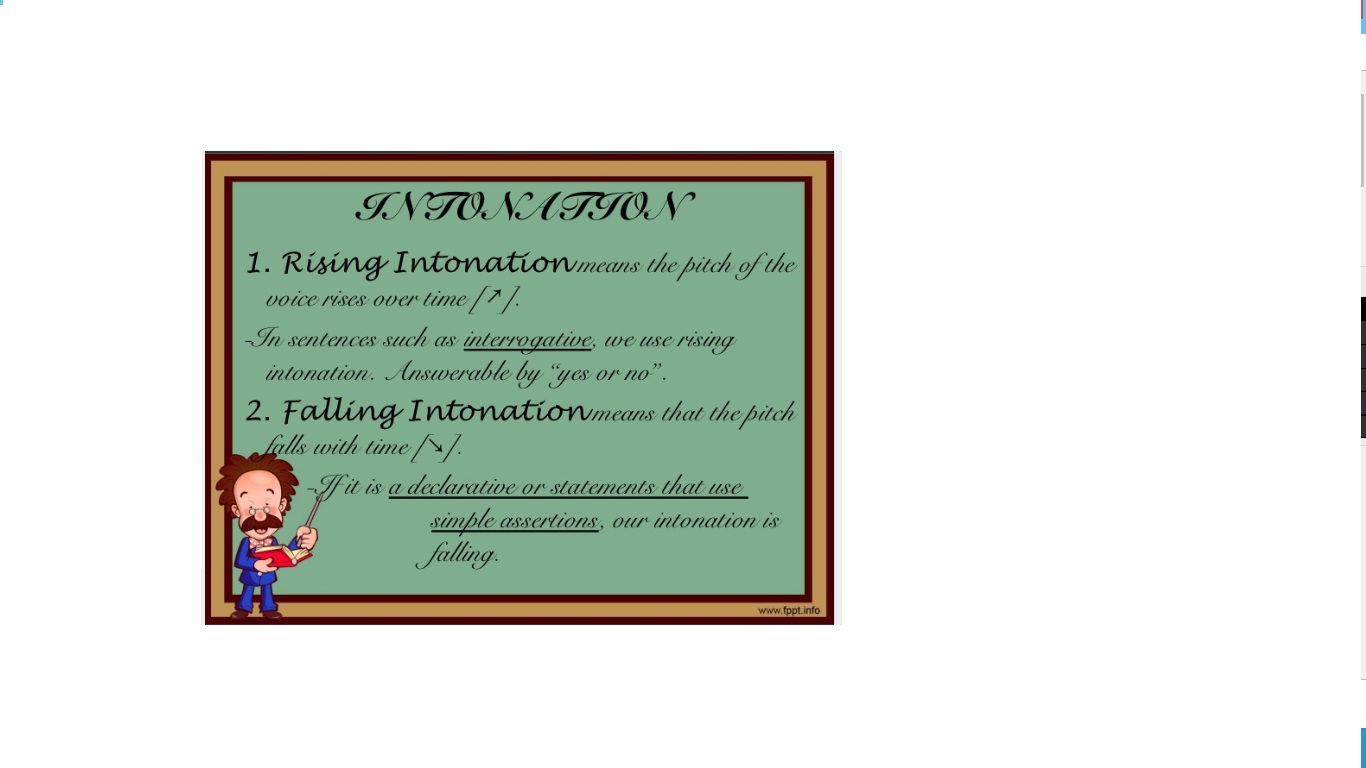 INTONATION
1. Rising Intonation means the pitch of the
voice rises over time [↗].
-In sentences such as interrogative, we use rising
intonation. Answerable by “yes or no”.
2. Falling Intonation means that the pitch
falls with time [↘].
-If it is a declarative or statements that use
simple assertions, our intonation is
falling.
www.fppt.info